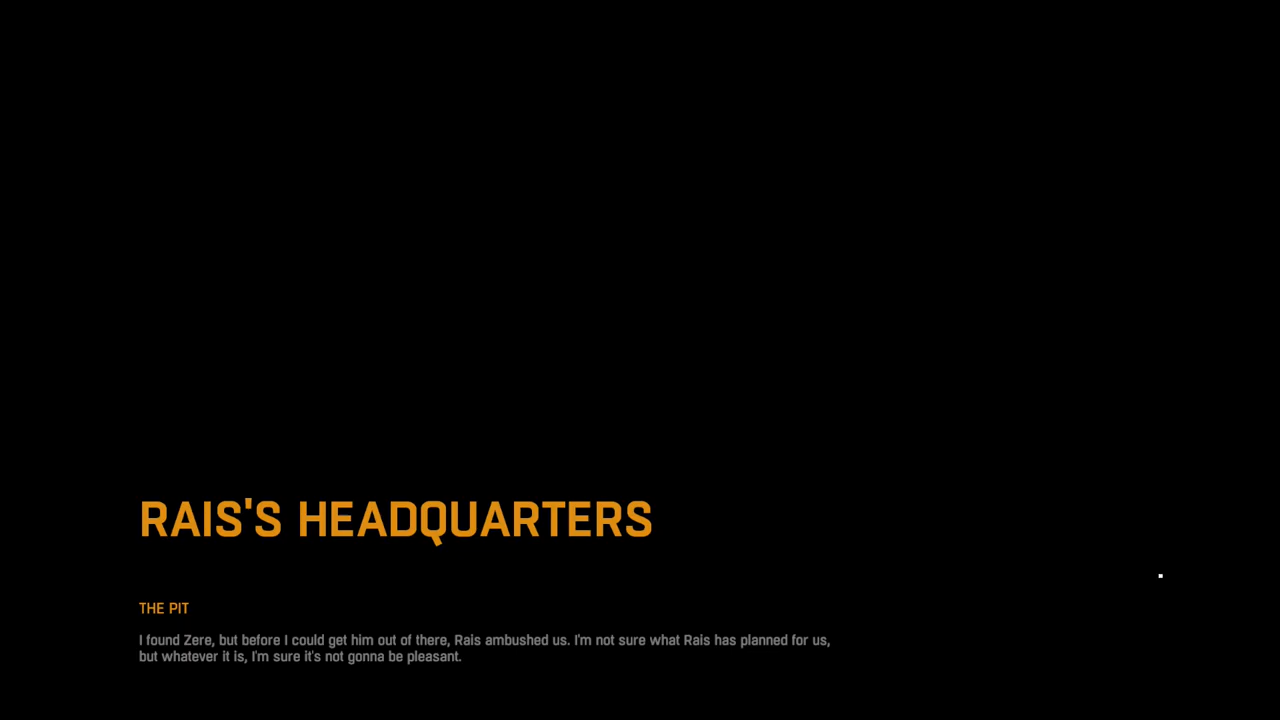 RAIS'S HEADQUARTERS
THE PIT
I found Zere, but before I could get him out of there, Rais ambushed us. I'm not sure what Rais has planned for us,
but whatever it is, I'm sure it's not gonna be pleasant.